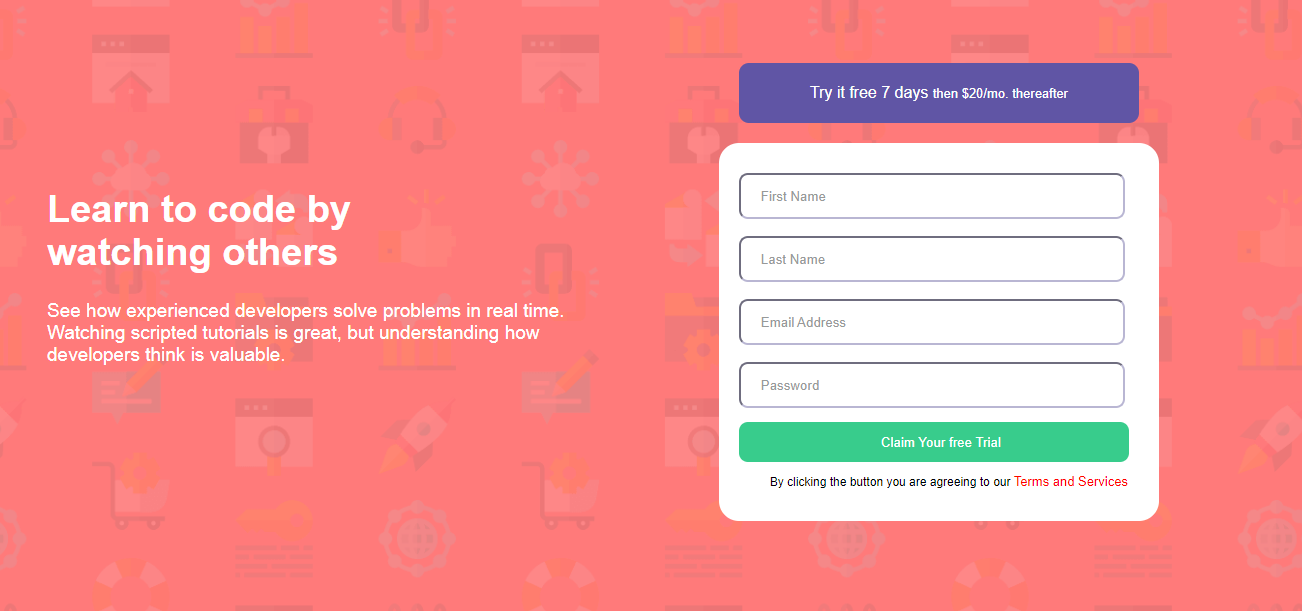 Learn to code by
watching others
See how experienced developers solve problems in real time.
Watching scripted tutorials is great, but understanding how
developers think is valuable.
Try it free 7 days then $20/mo. thereafter
First Name
Last Name
Email Address
Password
Claim Your free Trial
By clicking the button you are agreeing to our Terms and Services